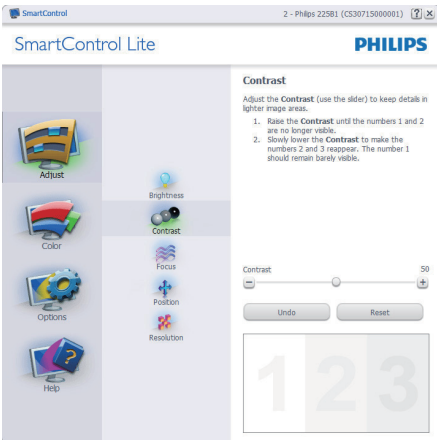 SmartControl
2 - Philips 225B1 (CS30715000001)
SmartControl Lite
PHILIPS
Adjust
Color
Options
Help
Brightness
Contrast
Focus
Position
Resolution
Contrast
Adjust the Contrast (use the slider) to keep details in
lighter image areas.
1. Raise the Contrast until the numbers 1 and 2
are no longer visible.
2. Slowly lower the Contrast to make the
numbers 2 and 3 reappear. The number 1
should remain barely visible.
Contrast 50
Undo Reset
1 2 3